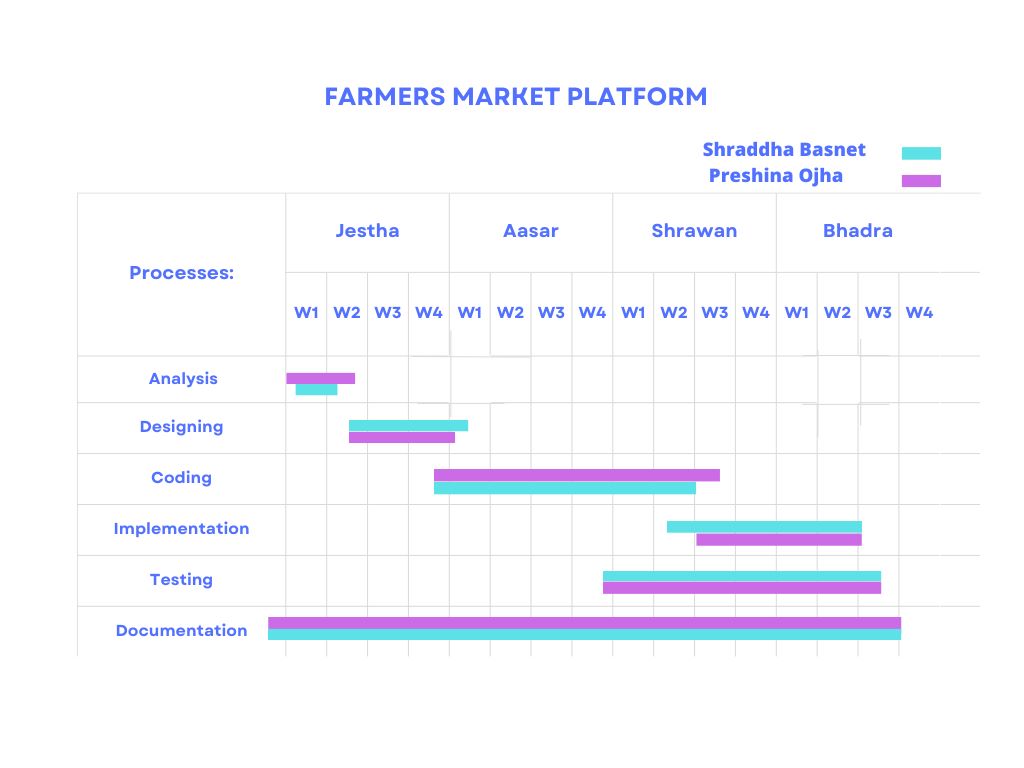 FARMERS MARKET PLATFORM
Shraddha Basnet
Preshina Ojha
Processes:
Jestha Aasar Shrawan Bhadra
W1 W2 W3 W4 W1 W2 W3 W4 W1 W2 W3 W4 W1 W2 W3 W4
Analysis
Designing
Coding
Implementation
Testing
Documentation